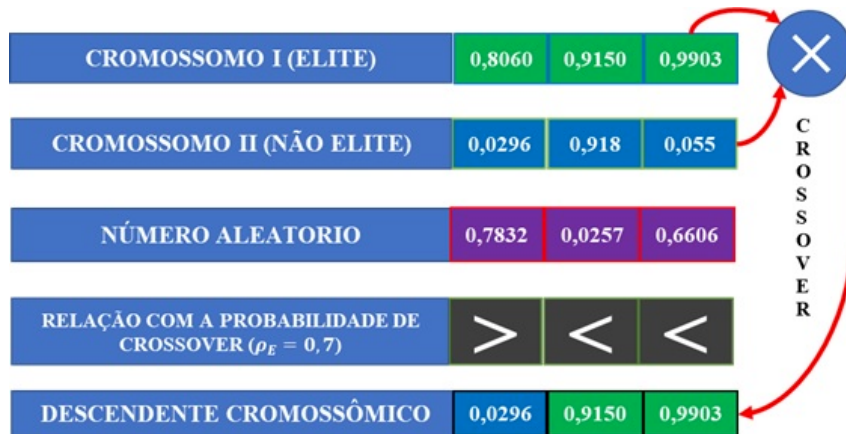 CROMOSSOMO I (ELITE) 0,8060 0,9150 0,9903
CROMOSSOMO II (NÃO ELITE) 0,0296 0,918 0,055
NÚMERO ALEATORIO 0,7832 0,0257 0,6606
RELAÇÃO COM A PROBABILIDADE DE
CROSSOVER (ρE = 0,7) > < <
DESCENDENTE CROMOSSÔMICO 0,0296 0,9150 0,9903
×
CROSSOVER